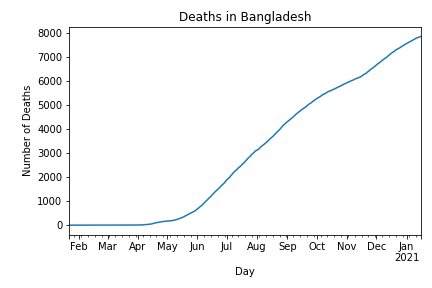 Deaths in Bangladesh
Number of Deaths
8000
7000
6000
5000
4000
3000
2000
1000
0
Feb Mar Apr May Jun Jul Aug Sep Oct Nov Dec Jan
2021
Day